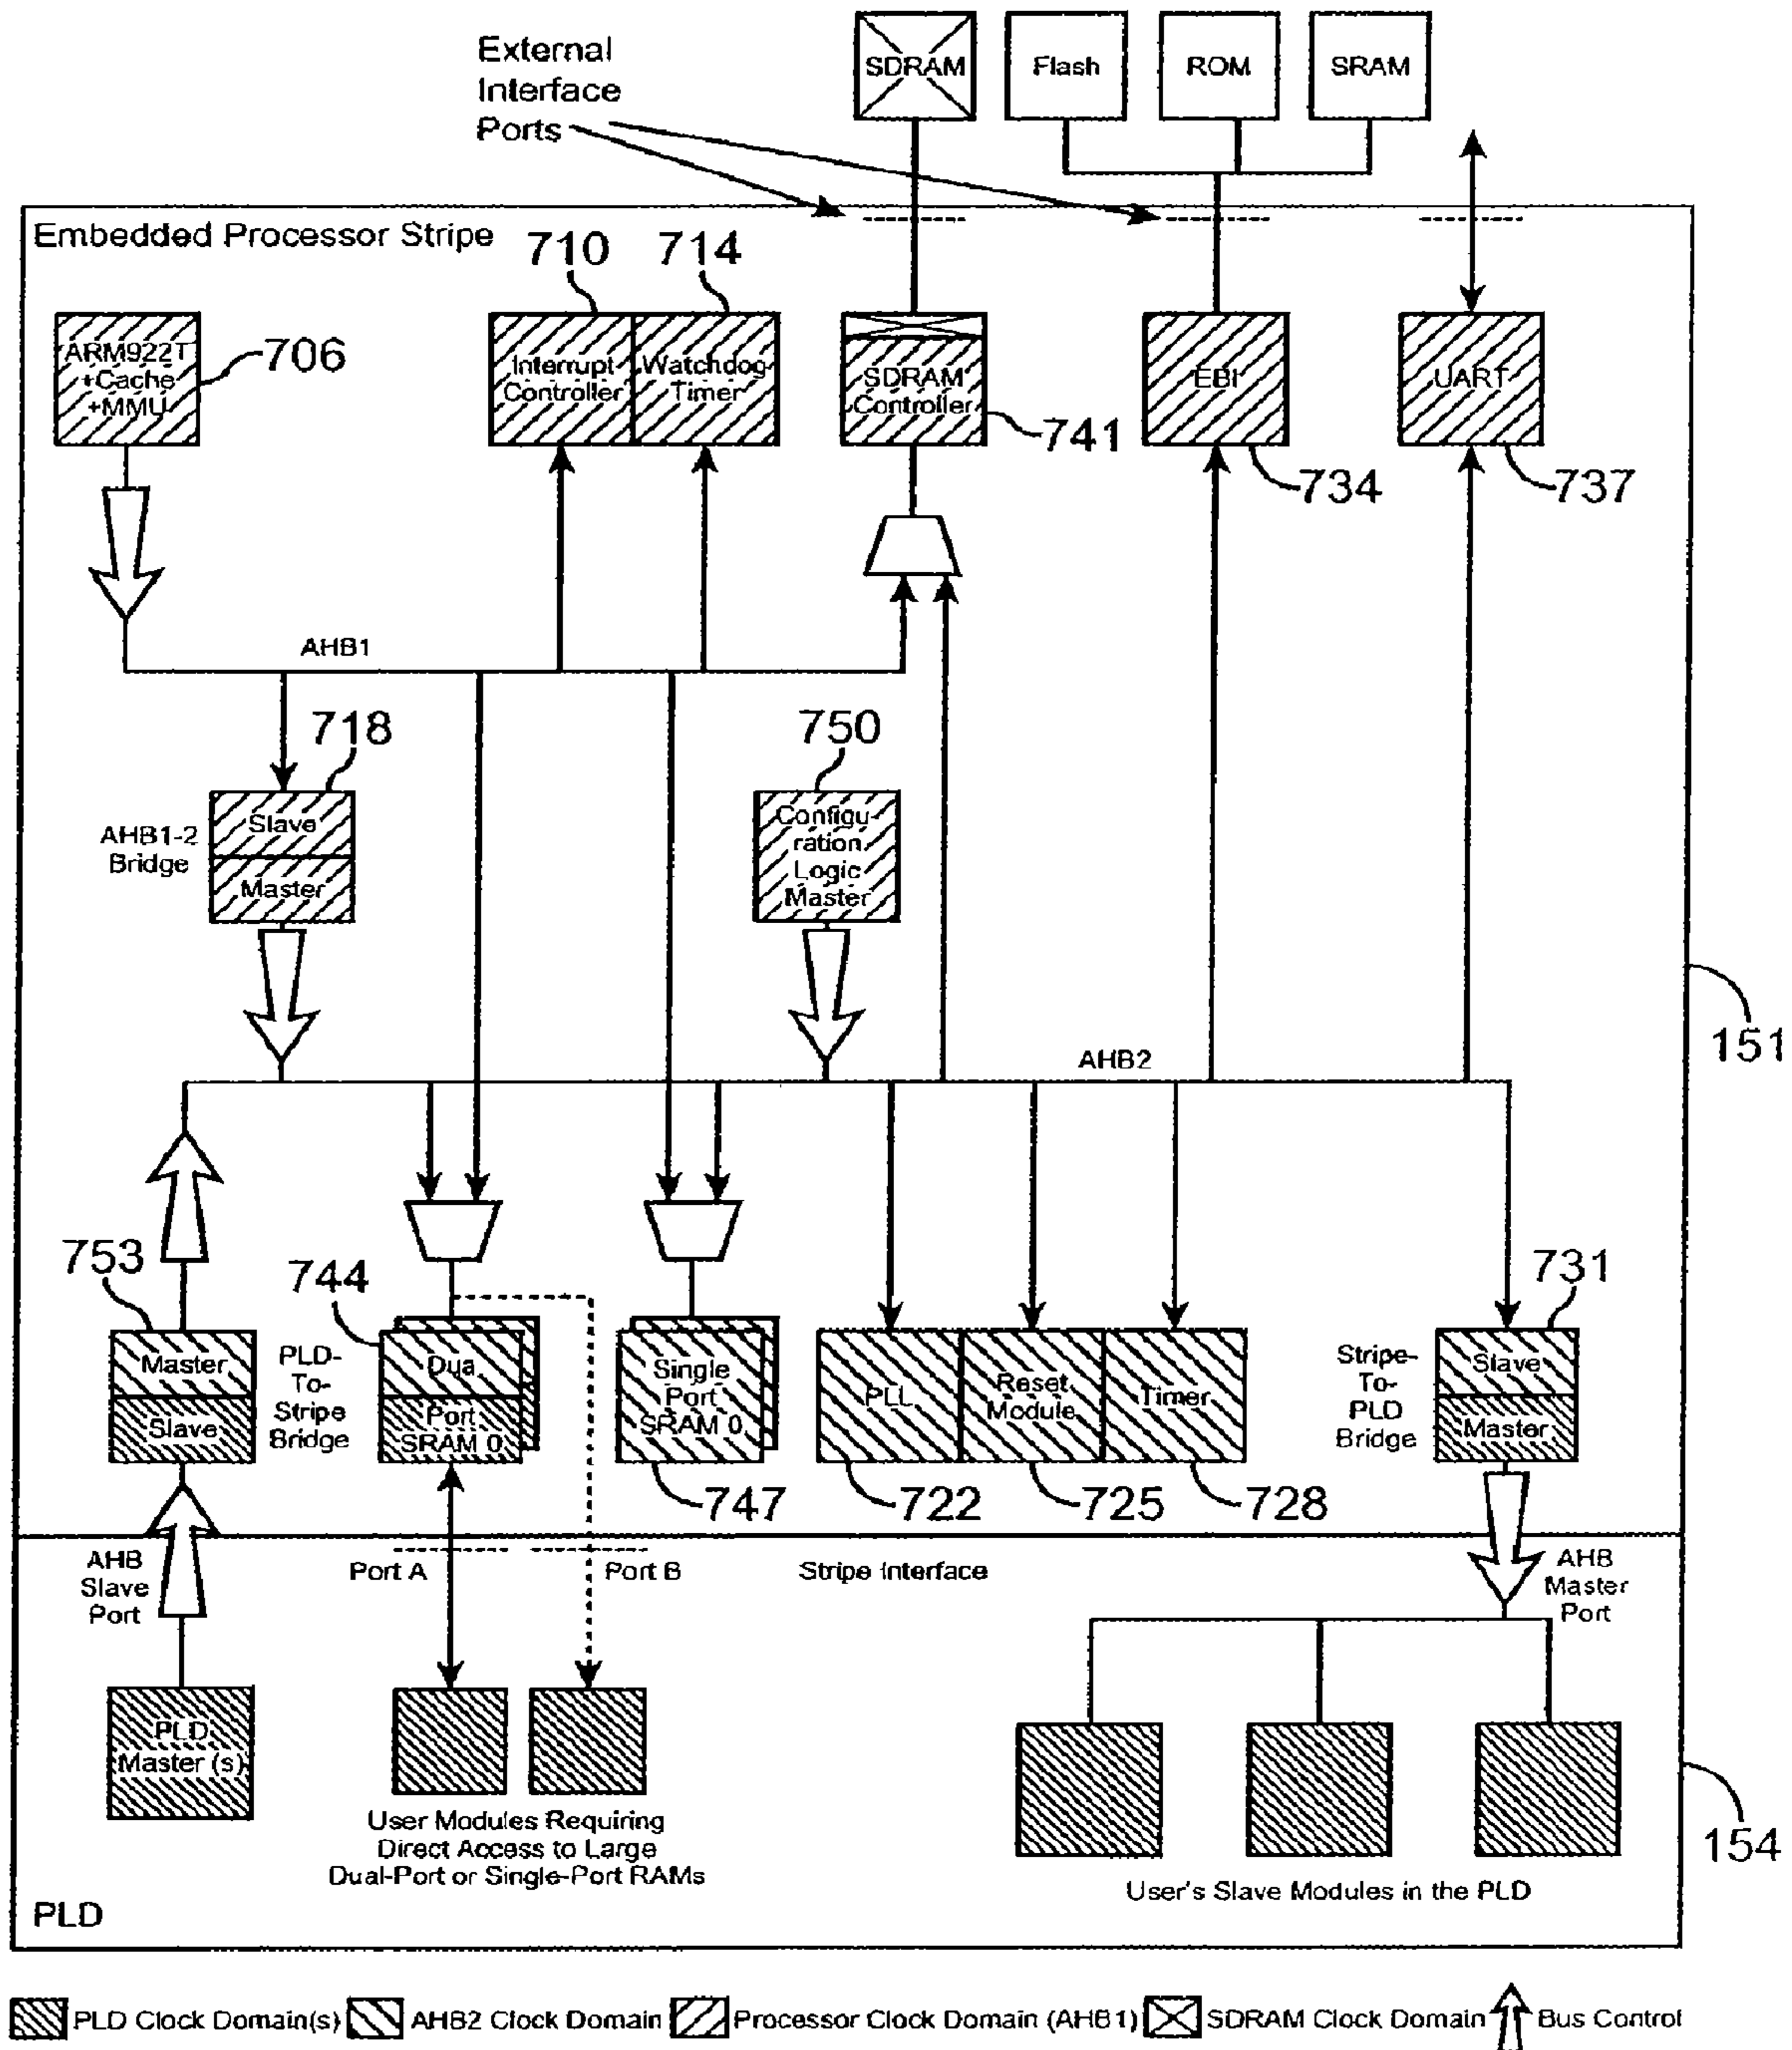 External
Interface
Ports
SDRAM
Flash
ROM
SRAM
Embedded Processor Stripe
710
714
ARM922T
+Cache
+MMU
706
Interrupt
Controller
Watchdog
Timer
SDRAM
Controller
741
EBI
734
UART
737
AHB1
718
750
AHB1-2
Bridge
Slave
Master
Configu-
ration
Logic
Master
151
AHB2
753
744
731
Master
Slave
PLD-
To-
Stripe
Bridge
Dua
Port
SRAM 0
Single
Port
SRAM 0
PLL
Reset
Module
Timer
Stripe-
To-
PLD
Bridge
Slave
Master
747
722
725
728
AHB
Slave
Port
Port A
Port B
Stripe Interface
AHB
Master
Port
PLD
Master (s)
User Modules Requiring
Direct Access to Large
Dual-Port or Single-Port RAMs
154
User's Slave Modules in the PLD
PLD
PLD Clock Domain(s)
AHB2 Clock Domain
Processor Clock Domain (AHB1)
SDRAM Clock Domain
Bus Control